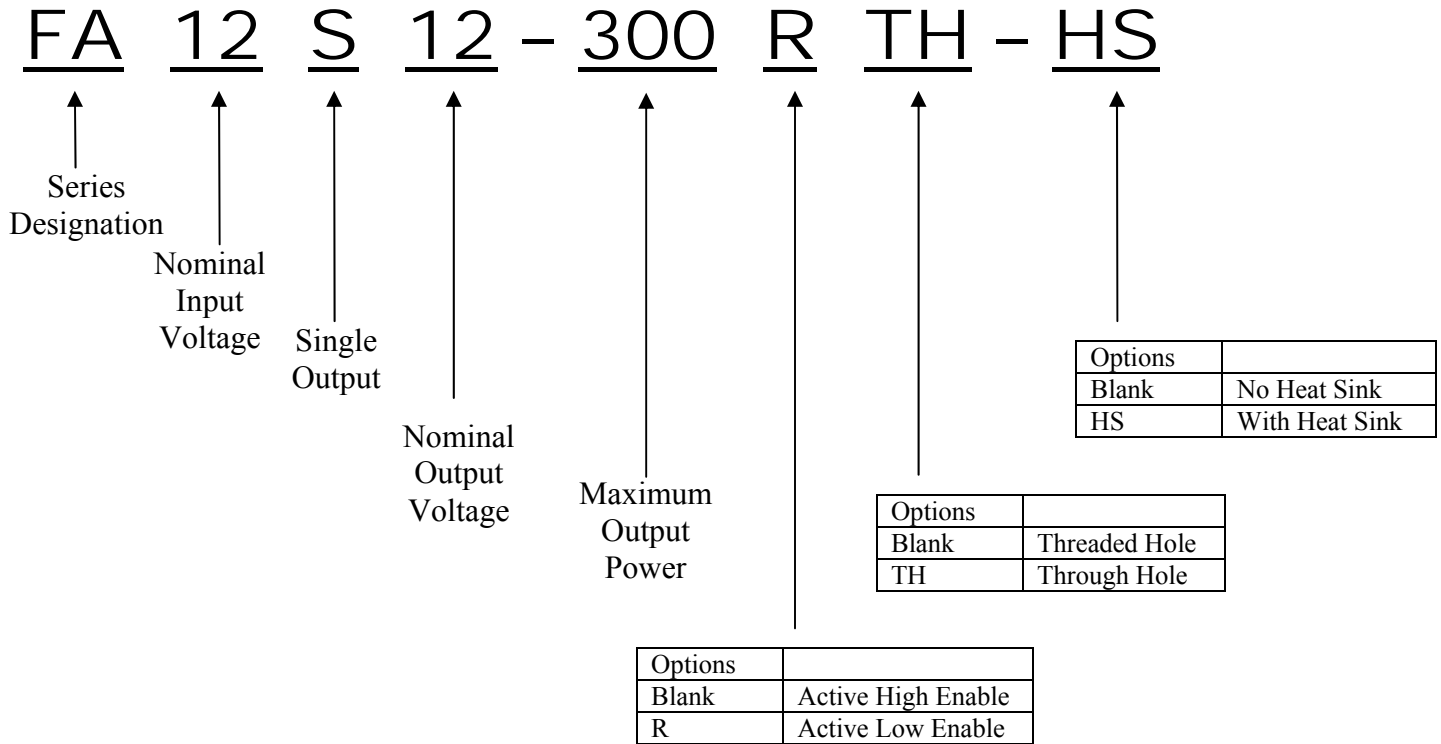 FA 12 S 12 – 300 R TH – HS
Series
Designation
Nominal
Input
Voltage
Single
Output
Nominal
Output
Voltage
Maximum
Output
Power
Options
Blank Active High Enable
R Active Low Enable
Options
Blank Threaded Hole
TH Through Hole
Options
Blank No Heat Sink
HS With Heat Sink